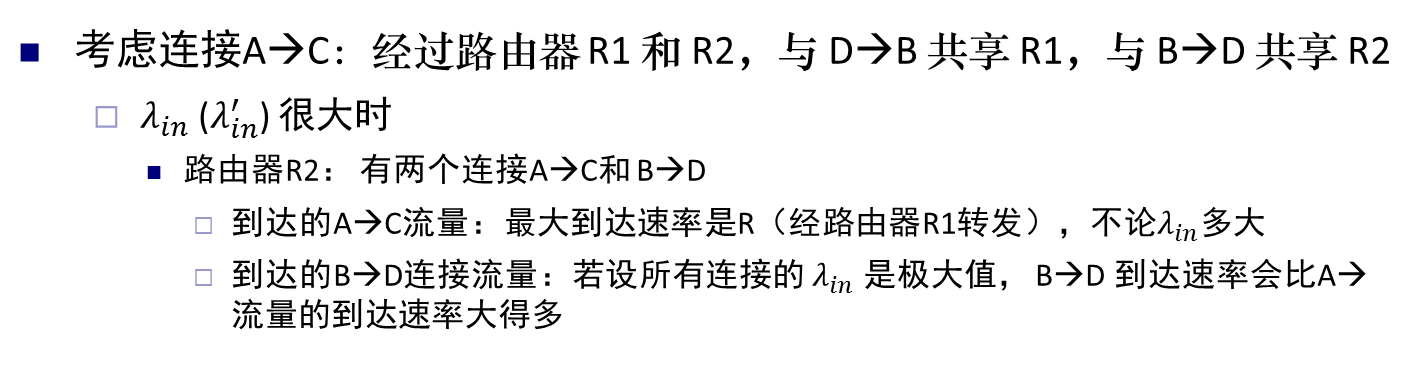 ■ 考虑连接A→C：经过路由器 R1 和 R2，与 D→B 共享 R1，与 B→D 共享 R2
□ λin (λ′in) 很大时
■ 路由器R2： 有两个连接A→C和 B→D
□ 到达的A→C流量：最大到达速率是R（经路由器R1转发），不论λin多大
□ 到达的B→D连接流量：若设所有连接的 λin 是极大值， B→D 到达速率会比A→
流量的到达速率大得多